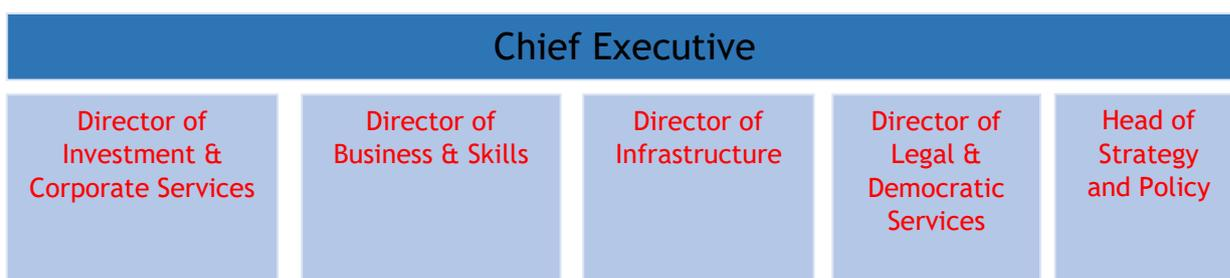 Chief Executive
Director of
Investment &
Corporate Services
Director of
Business & Skills
Director of
Infrastructure
Director of
Legal &
Democratic
Services
Head of
Strategy
and Policy